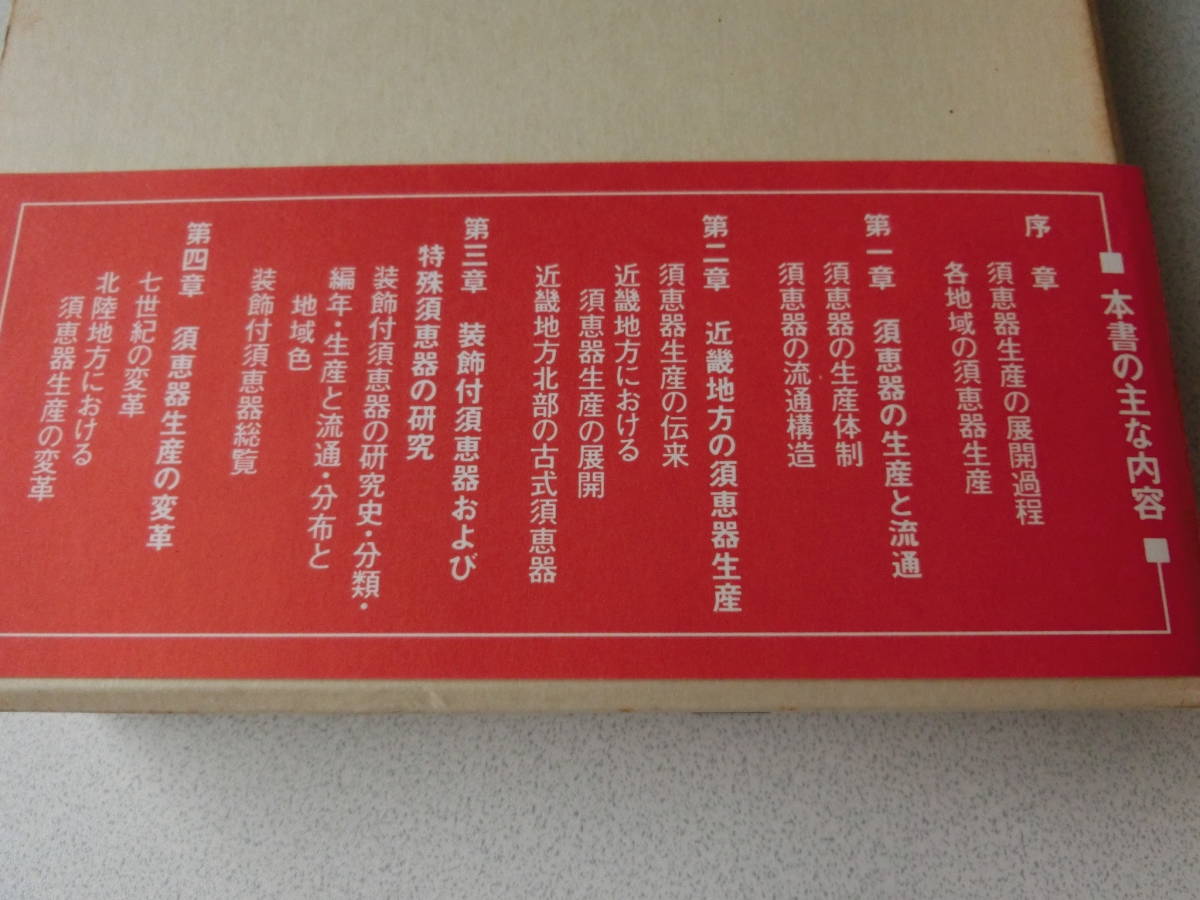 ■ 本書の主な内容 ■
序章
須恵器生産の展開過程
各地域の須恵器生産
第一章 須恵器の生産と流通
須恵器の生産体制
須恵器の流通構造
第二章 近畿地方の須恵器生産
須恵器生産の伝来
近畿地方における
須恵器生産の展開
近畿地方北部の古式須恵器
第三章 装飾付須恵器および
特殊須恵器の研究
装飾付須恵器の研究史・分類・
編年・生産と流通・分布と
地域色
装飾付須恵器総覧
第四章 須恵器生産の変革
七世紀の変革
北陸地方における
須恵器生産の変革